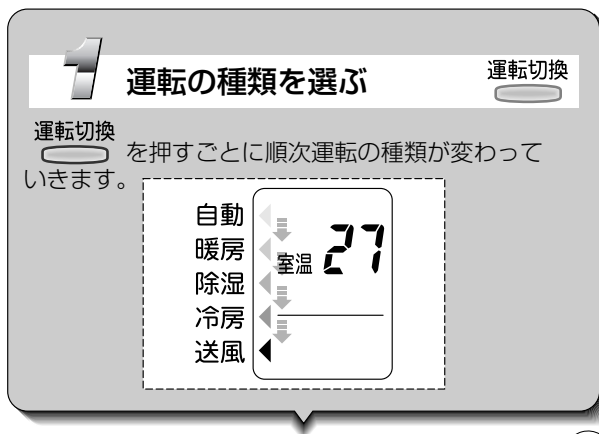 1 運転の種類を選ぶ 運転切換
運転切換
を押すごとに順次運転の種類が変わって
いきます。
自動
暖房
除湿
冷房
送風
室温 27